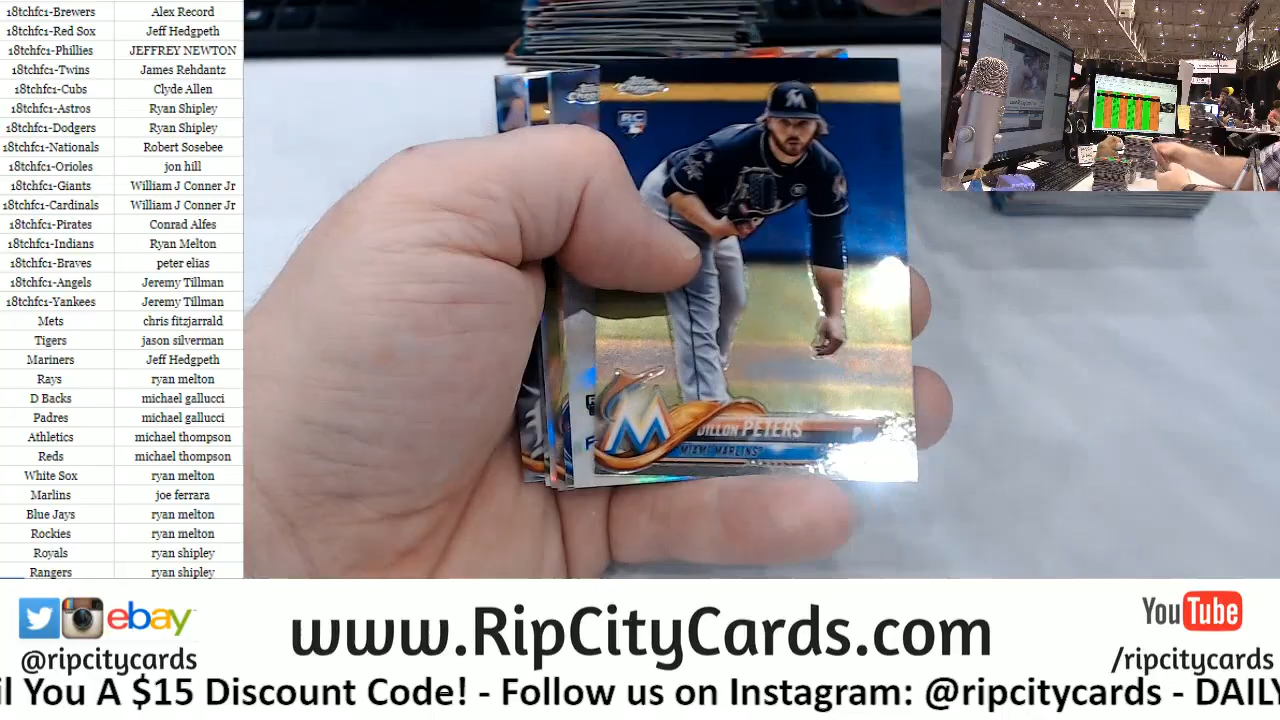 18tchfc1-Brewers Alex Record
18tchfc1-Red Sox Jeff Hedgpeth
18tchfc1-Phillies JEFFREY NEWTON
18tchfc1-Twins James Rehdantz
18tchfc1-Cubs Clyde Allen
18tchfc1-Astros Ryan Shipley
18tchfc1-Dodgers Ryan Shipley
18tchfc1-Nationals Robert Sosebee
18tchfc1-Orioles jon hill
18tchfc1-Giants William J Conner Jr
18tchfc1-Cardinals William J Conner Jr
18tchfc1-Pirates Conrad Alfes
18tchfc1-Indians Ryan Melton
18tchfc1-Braves peter elias
18tchfc1-Angels Jeremy Tillman
18tchfc1-Yankees Jeremy Tillman
Mets chris fitzjarrald
Tigers jason silverman
Mariners Jeff Hedgpeth
Rays ryan melton
D Backs michael gallucci
Padres michael gallucci
Athletics michael thompson
Reds michael thompson
White Sox ryan melton
Marlins joe ferrara
Blue Jays ryan melton
Rockies ryan melton
Royals ryan shipley
Rangers ryan shipley
RC
M
M
DILLON PETERS
MIAMI MARLINS
P
ebay
@ripcitycards
www.RipCityCards.com
YouTube
/ripcitycards
il You A $15 Discount Code! - Follow us on Instagram: @ripcitycards - DAILY